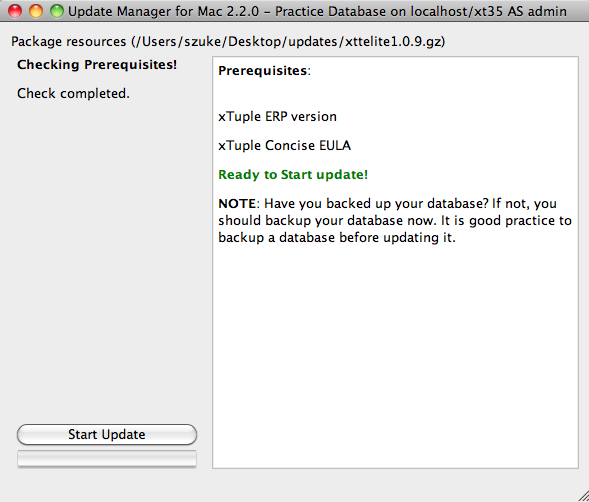 Update Manager for Mac 2.2.0 - Practice Database on localhost/xt35 AS admin
Package resources (/Users/szuke/Desktop/updates/xttelite1.0.9.gz)
Checking Prerequisites!
Check completed.
Prerequisites:
xTuple ERP version
xTuple Concise EULA
Ready to Start update!
NOTE: Have you backed up your database? If not, you
should backup your database now. It is good practice to
backup a database before updating it.
Start Update